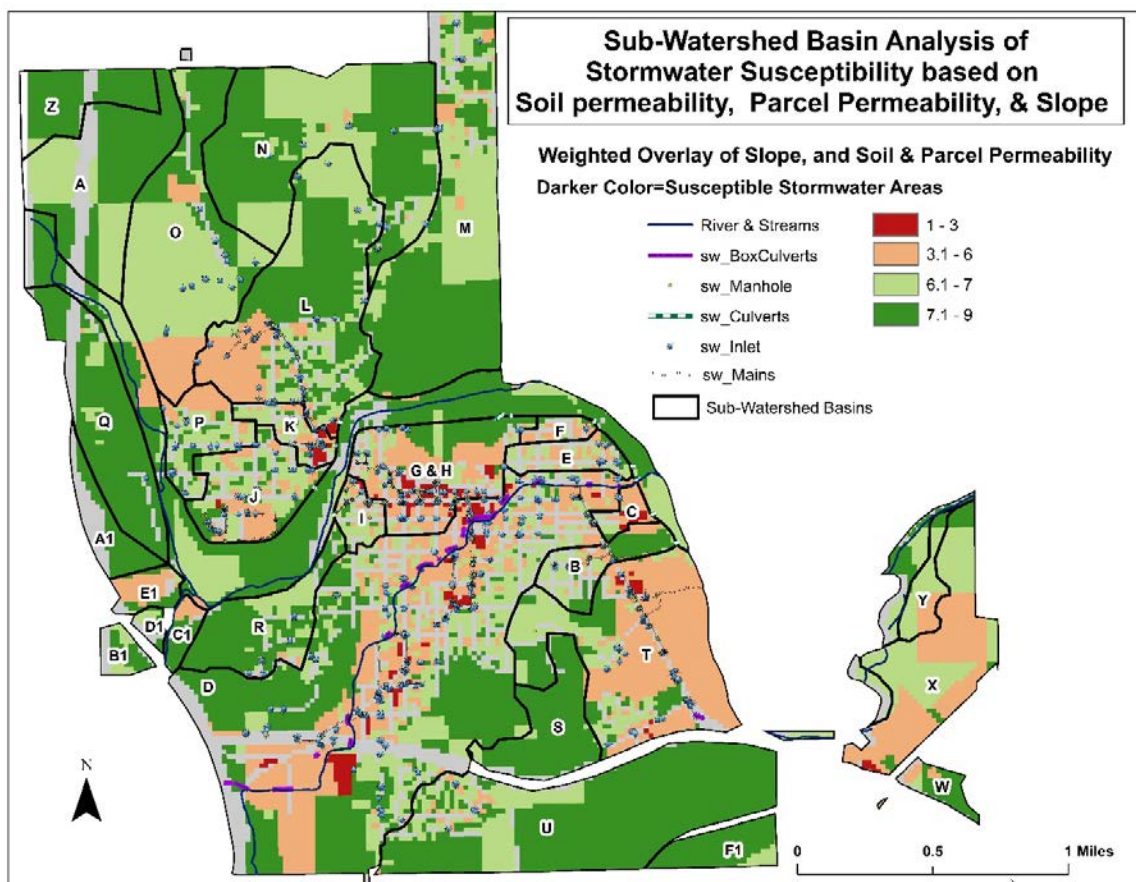 Sub-Watershed Basin Analysis of
Stormwater Susceptibility based on
Soil permeability, Parcel Permeability, & Slope
Weighted Overlay of Slope, and Soil & Parcel Permeability
Darker Color=Susceptible Stormwater Areas
River & Streams
sw_BoxCulverts
sw_Manhole
sw_Culverts
sw_Inlet
sw_Mains
Sub-Watershed Basins
1 - 3
3.1 - 6
6.1 - 7
7.1 - 9
Z
N
A
O
M
L
Q
P
K
F
G & H
E
J
I
C
A1
B
E1
D1
C1
R
Y
B1
T
D
X
S
W
U
F1
N
0
0.5
1 Miles